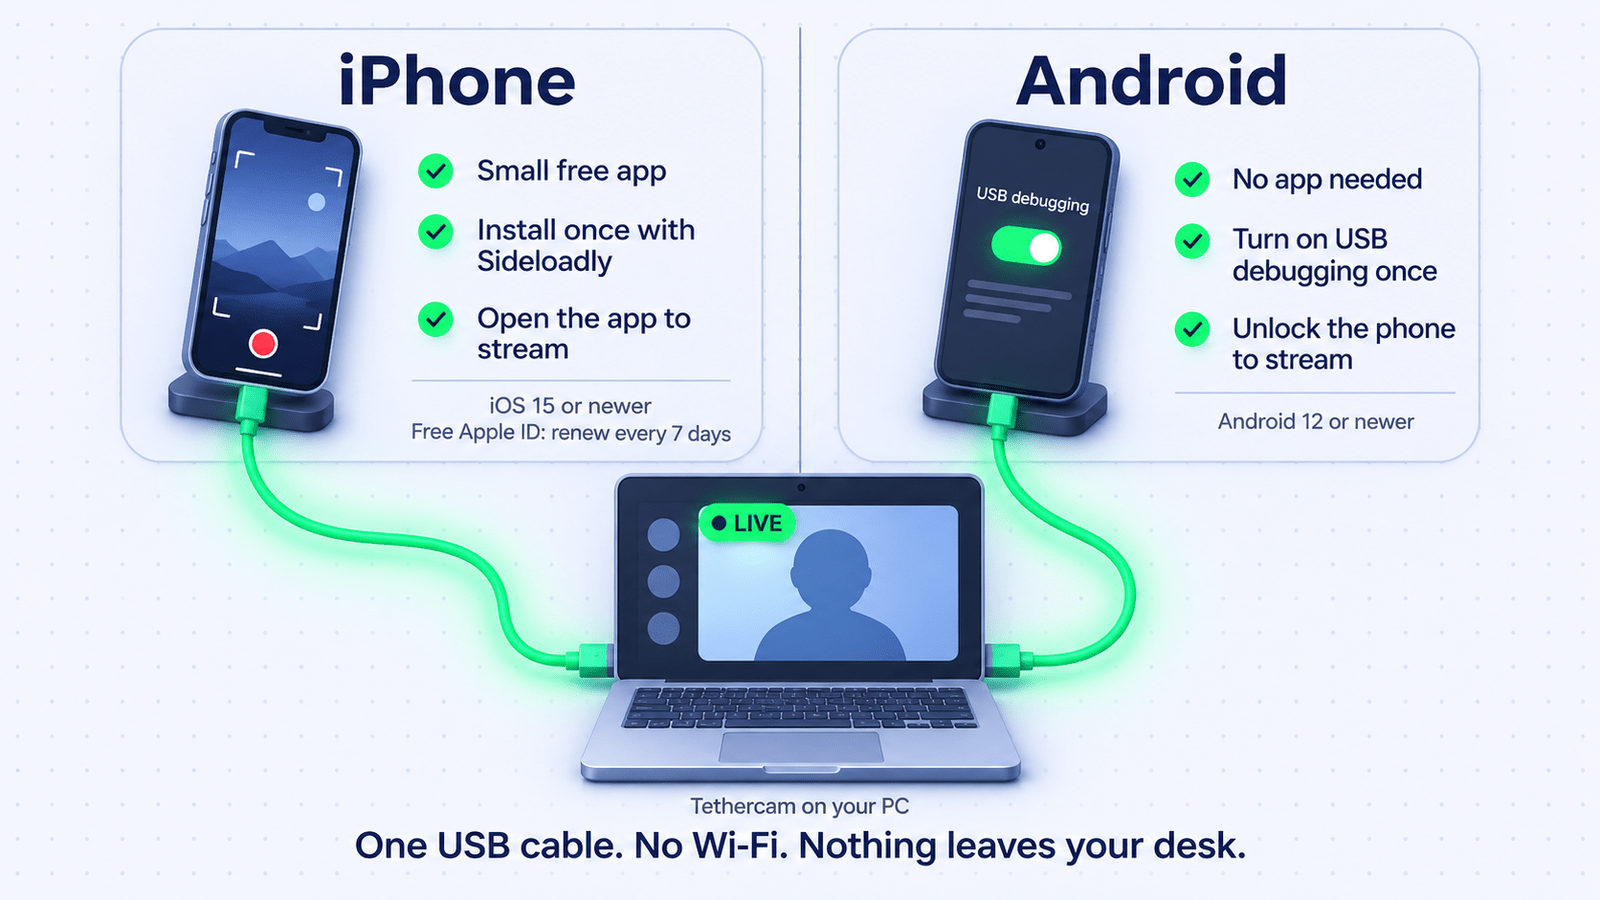 iPhone
Small free app
Install once with
Sideloadly
Open the app to
stream
iOS 15 or newer
Free Apple ID: renew every 7 days
Android
USB debugging
No app needed
Turn on USB
debugging once
Unlock the phone
to stream
Android 12 or newer
LIVE
Tethercam on your PC
One USB cable. No Wi-Fi. Nothing leaves your desk.